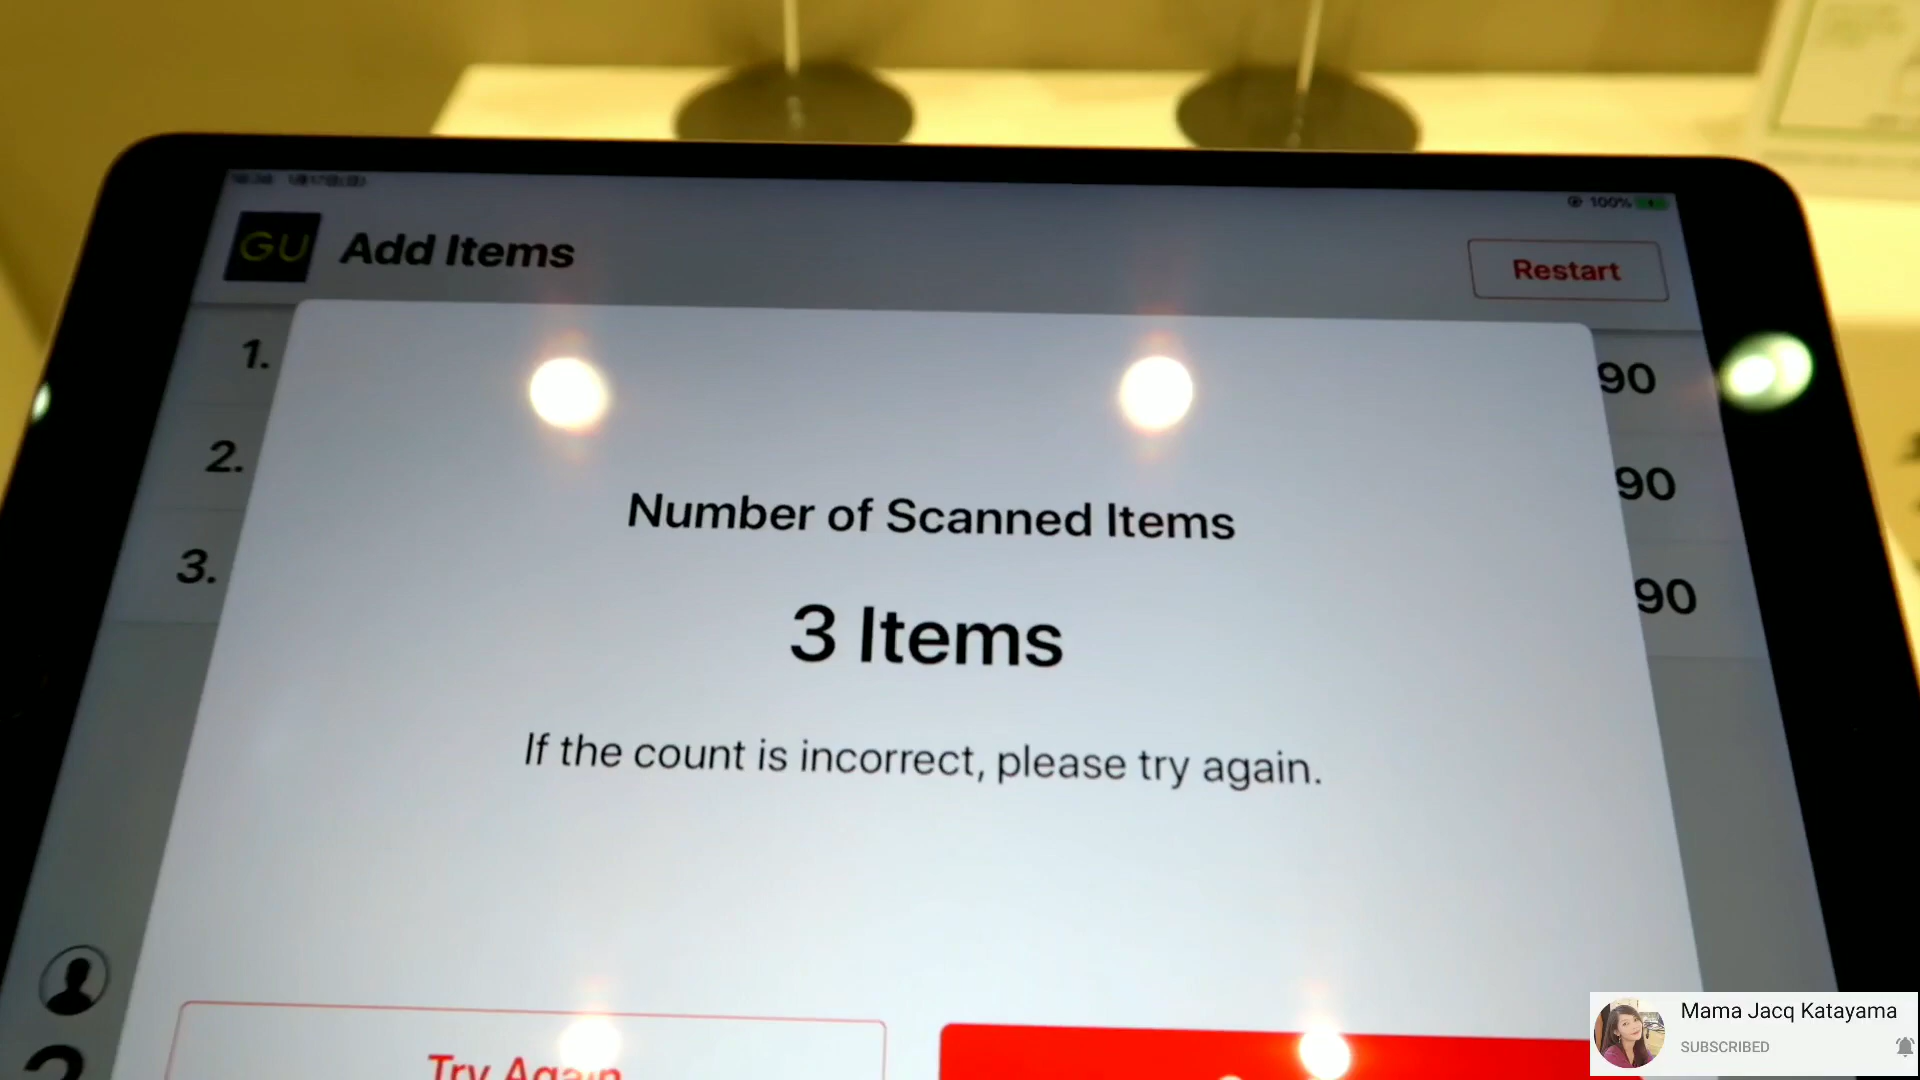 100%
GU Add Items
Restart
1.
90
2.
90
3.
90
Number of Scanned Items
3 Items
If the count is incorrect, please try again.
Try Again
Mama Jacq Katayama
SUBSCRIBED